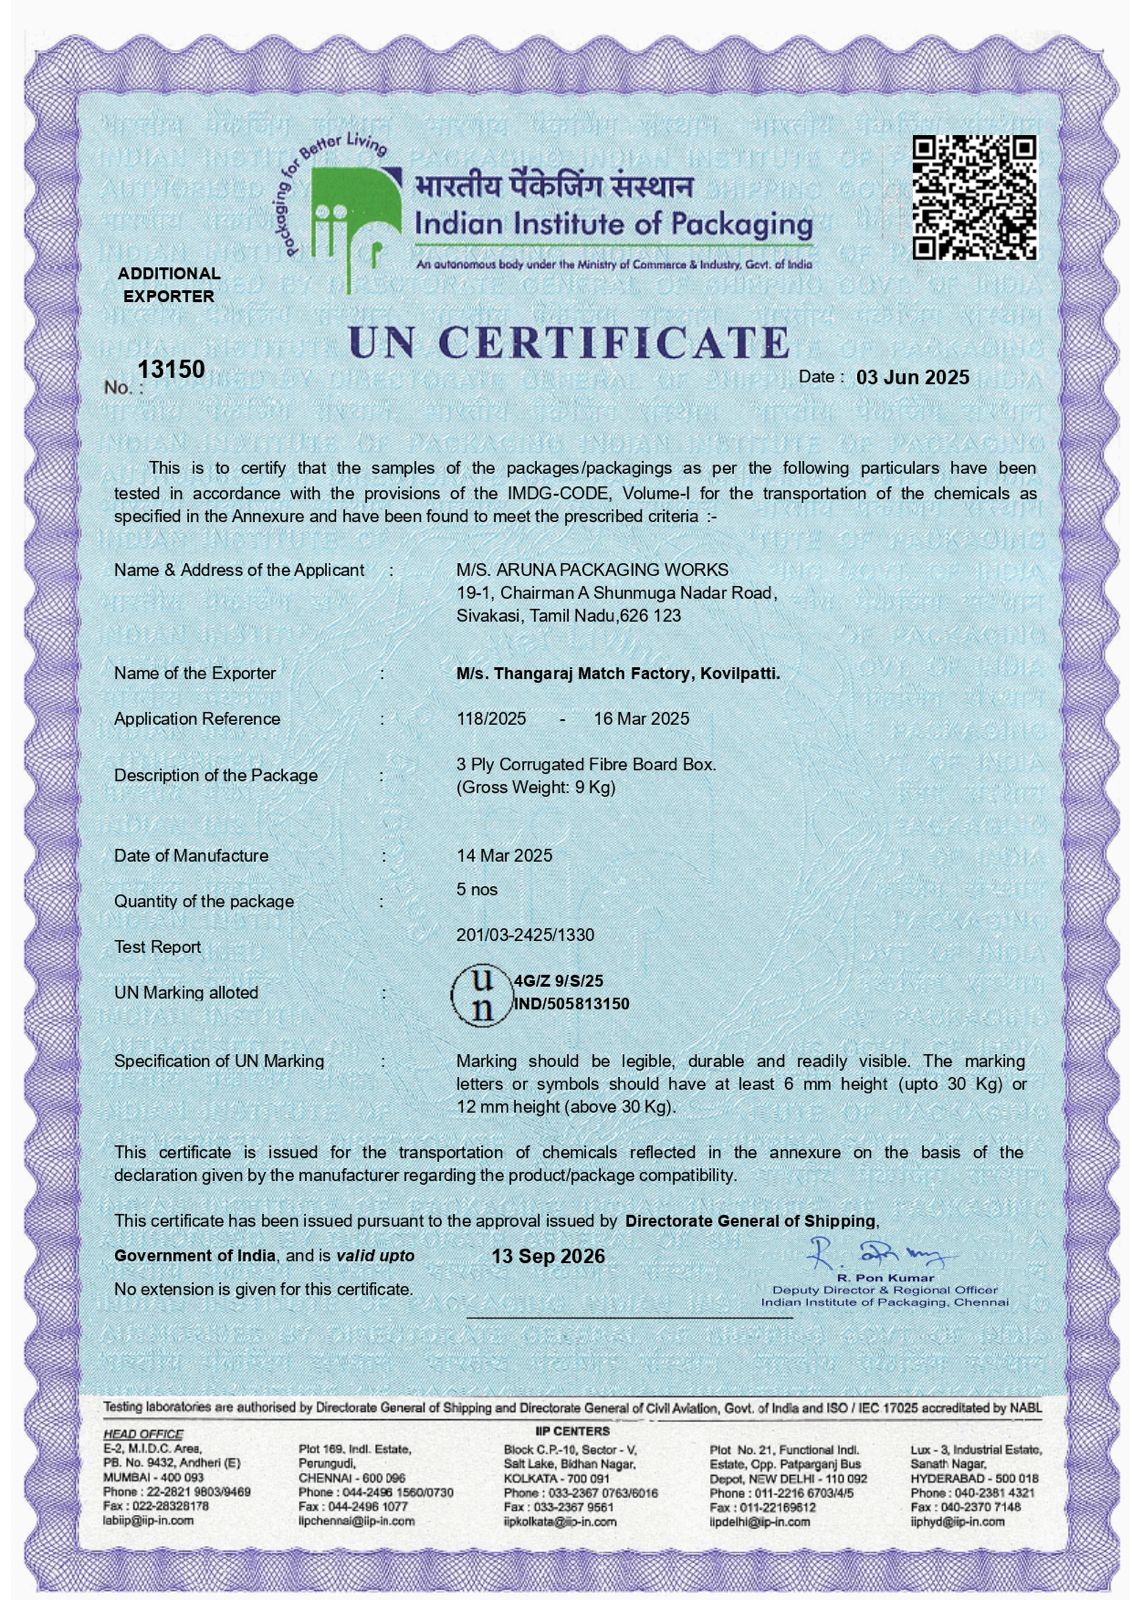 Packaging for Better Living
भारतीय पैकेजिंग संस्थान
Indian Institute of Packaging
An autonomous body under the Ministry of Commerce & Industry, Govt. of India
ADDITIONAL
EXPORTER
UN CERTIFICATE
No. : 13150
Date : 03 Jun 2025
This is to certify that the samples of the packages/packagings as per the following particulars have been
tested in accordance with the provisions of the IMDG-CODE, Volume-I for the transportation of the chemicals as
specified in the Annexure and have been found to meet the prescribed criteria :-
Name & Address of the Applicant : M/S. ARUNA PACKAGING WORKS
19-1, Chairman A Shunmuga Nadar Road,
Sivakasi, Tamil Nadu,626 123
Name of the Exporter : M/s. Thangaraj Match Factory, Kovilpatti.
Application Reference : 118/2025 - 16 Mar 2025
Description of the Package : 3 Ply Corrugated Fibre Board Box.
(Gross Weight: 9 Kg)
Date of Manufacture : 14 Mar 2025
Quantity of the package : 5 nos
Test Report 201/03-2425/1330
UN Marking alloted : un 4G/Z 9/S/25
IND/505813150
Specification of UN Marking : Marking should be legible, durable and readily visible. The marking
letters or symbols should have at least 6 mm height (upto 30 Kg) or
12 mm height (above 30 Kg).
This certificate is issued for the transportation of chemicals reflected in the annexure on the basis of the
declaration given by the manufacturer regarding the product/package compatibility.
This certificate has been issued pursuant to the approval issued by Directorate General of Shipping,
Government of India, and is valid upto 13 Sep 2026
No extension is given for this certificate.
R. Pon Kumar
Deputy Director & Regional Officer
Indian Institute of Packaging, Chennai
Testing laboratories are authorised by Directorate General of Shipping and Directorate General of Civil Aviation, Govt. of India and ISO / IEC 17025 accredited by NABL
HEAD OFFICE
E-2, M.I.D.C. Area,
PB. No. 9432, Andheri (E)
MUMBAI - 400 093
Phone : 22-2821 9803/9469
Fax : 022-28328178
labiip@iip-in.com
IIP CENTERS
Plot 169, Indl. Estate,
Perungudi,
CHENNAI - 600 096
Phone : 044-2496 1560/0730
Fax : 044-2496 1077
iipchennai@iip-in.com
Block C.P.-10, Sector - V,
Salt Lake, Bidhan Nagar,
KOLKATA - 700 091
Phone : 033-2367 0763/6016
Fax : 033-2367 9561
iipkolkata@iip-in.com
Plot No. 21, Functional Indl.
Estate, Opp. Patparganj Bus
Depot, NEW DELHI - 110 092
Phone : 011-2216 6703/4/5
Fax : 011-22169612
iipdelhi@iip-in.com
Lux - 3, Industrial Estate,
Sanath Nagar,
HYDERABAD - 500 018
Phone : 040-2381 4321
Fax : 040-2370 7148
iiphyd@iip-in.com